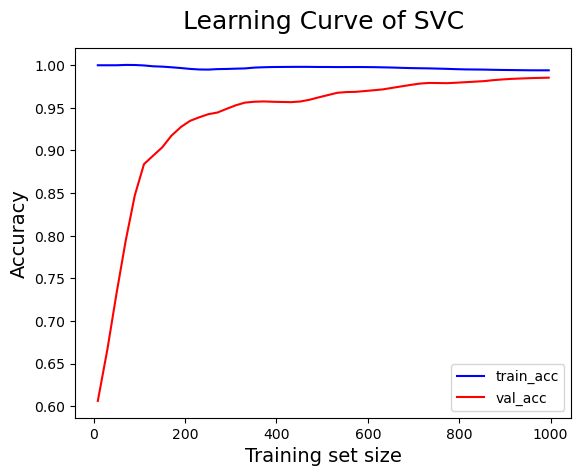 Learning Curve of SVC
Accuracy
1.00
0.95
0.90
0.85
0.80
0.75
0.70
0.65
0.60
train_acc
val_acc
0 200 400 600 800 1000
Training set size